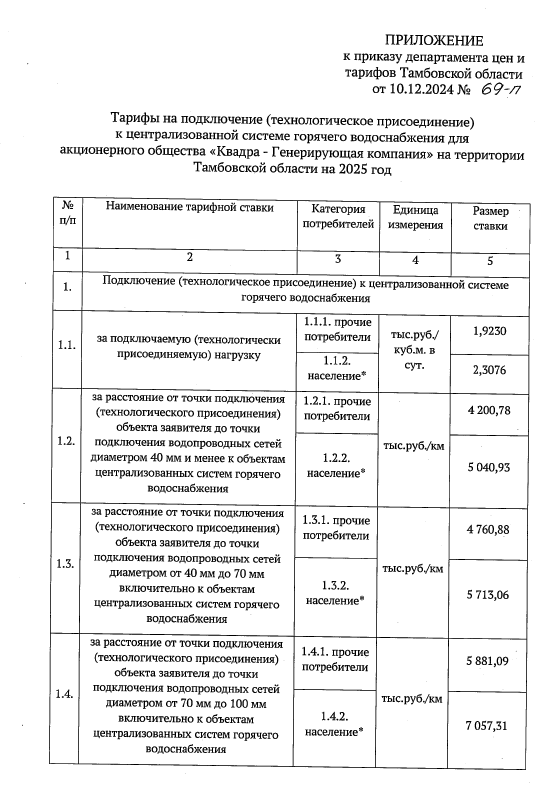 ПРИЛОЖЕНИЕ
к приказу департамента цен и
тарифов Тамбовской области
от 10.12.2024 № 69-п
Тарифы на подключение (технологическое присоединение)
к централизованной системе горячего водоснабжения для
акционерного общества «Квадра - Генерирующая компания» на территории
Тамбовской области на 2025 год
№
п/п
Наименование тарифной ставки
Категория
потребителей
Единица
измерения
Размер
ставки
1
2
3
4
5
1.
Подключение (технологическое присоединение) к централизованной системе
горячего водоснабжения
1.1.
за подключаемую (технологически
присоединяемую) нагрузку
1.1.1. прочие
потребители
1.1.2.
население*
тыс.руб./
куб.м. в
сут.
1,9230
2,3076
1.2.
за расстояние от точки подключения
(технологического присоединения)
объекта заявителя до точки
подключения водопроводных сетей
диаметром 40 мм и менее к объектам
централизованных систем горячего
водоснабжения
1.2.1. прочие
потребители
1.2.2.
население*
тыс.руб./км
4 200,78
5 040,93
1.3.
за расстояние от точки подключения
(технологического присоединения)
объекта заявителя до точки
подключения водопроводных сетей
диаметром от 40 мм до 70 мм
включительно к объектам
централизованных систем горячего
водоснабжения
1.3.1. прочие
потребители
1.3.2.
население*
тыс.руб./км
4 760,88
5 713,06
1.4.
за расстояние от точки подключения
(технологического присоединения)
объекта заявителя до точки
подключения водопроводных сетей
диаметром от 70 мм до 100 мм
включительно к объектам
централизованных систем горячего
водоснабжения
1.4.1. прочие
потребители
1.4.2.
население*
тыс.руб./км
5 881,09
7 057,31